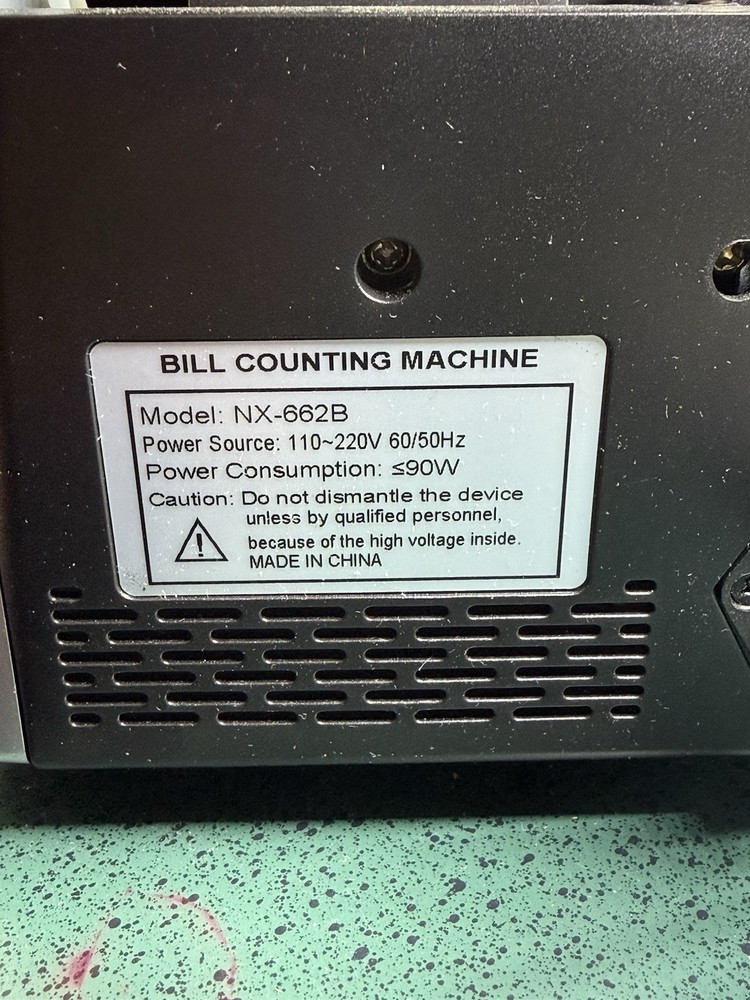 BILL COUNTING MACHINE
Model: NX-662B
Power Source: 110~220V 60/50Hz
Power Consumption: ≤90W
Caution: Do not dismantle the device
unless by qualified personnel,
because of the high voltage inside.
MADE IN CHINA